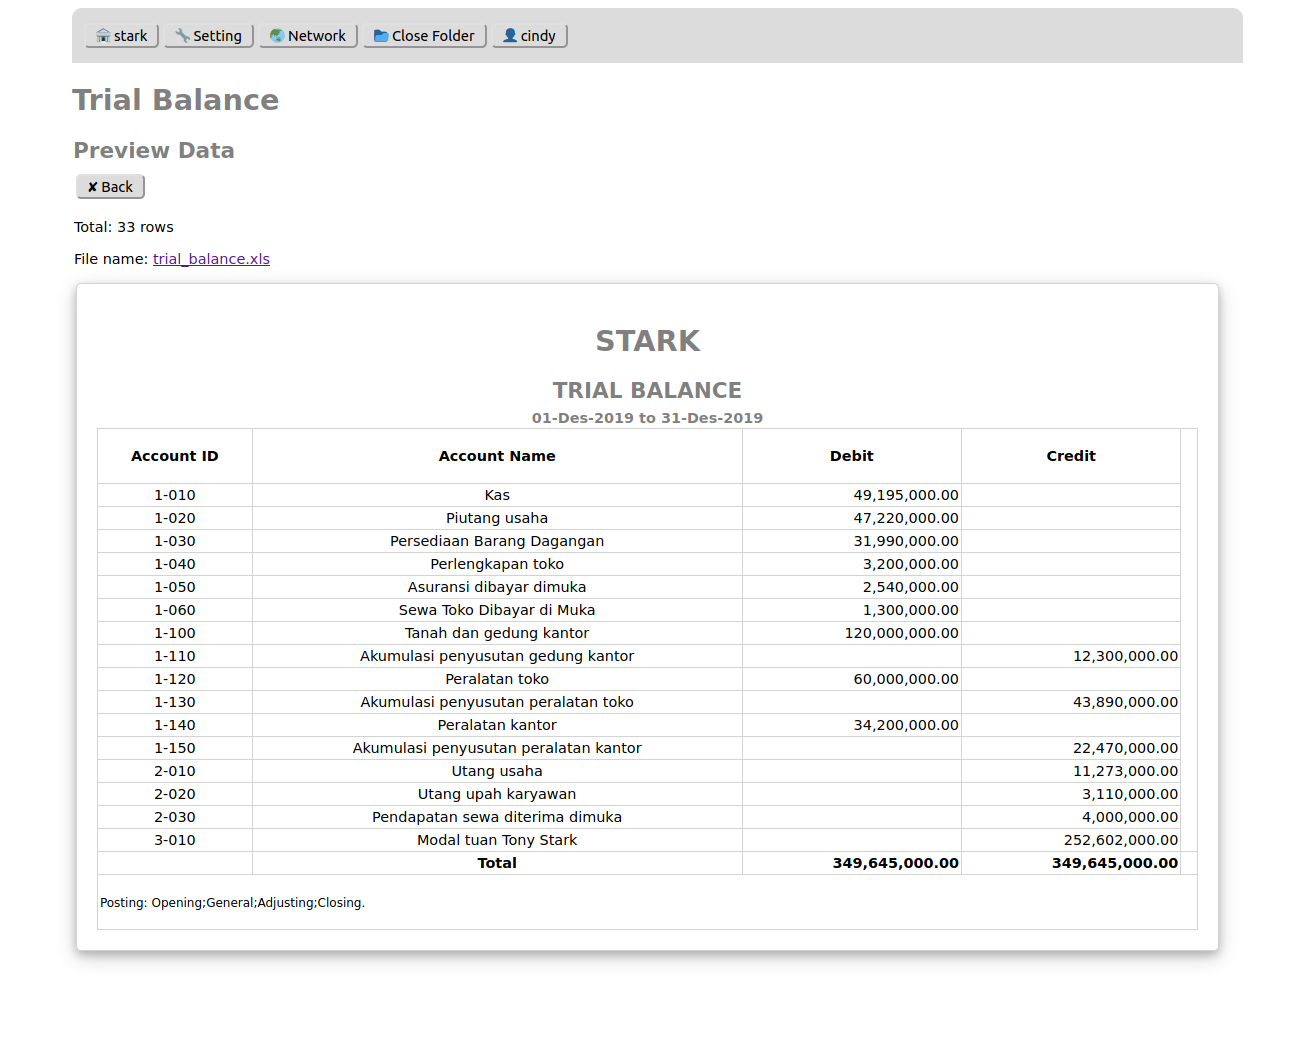 stark Setting Network Close Folder cindy
Trial Balance
Preview Data
✘ Back
Total: 33 rows
File name: trial_balance.xls
STARK
TRIAL BALANCE
01-Des-2019 to 31-Des-2019
Account ID Account Name Debit Credit
1-010 Kas 49,195,000.00
1-020 Piutang usaha 47,220,000.00
1-030 Persediaan Barang Dagangan 31,990,000.00
1-040 Perlengkapan toko 3,200,000.00
1-050 Asuransi dibayar dimuka 2,540,000.00
1-060 Sewa Toko Dibayar di Muka 1,300,000.00
1-100 Tanah dan gedung kantor 120,000,000.00
1-110 Akumulasi penyusutan gedung kantor 12,300,000.00
1-120 Peralatan toko 60,000,000.00
1-130 Akumulasi penyusutan peralatan toko 43,890,000.00
1-140 Peralatan kantor 34,200,000.00
1-150 Akumulasi penyusutan peralatan kantor 22,470,000.00
2-010 Utang usaha 11,273,000.00
2-020 Utang upah karyawan 3,110,000.00
2-030 Pendapatan sewa diterima dimuka 4,000,000.00
3-010 Modal tuan Tony Stark 252,602,000.00
Total 349,645,000.00 349,645,000.00
Posting: Opening;General;Adjusting;Closing.